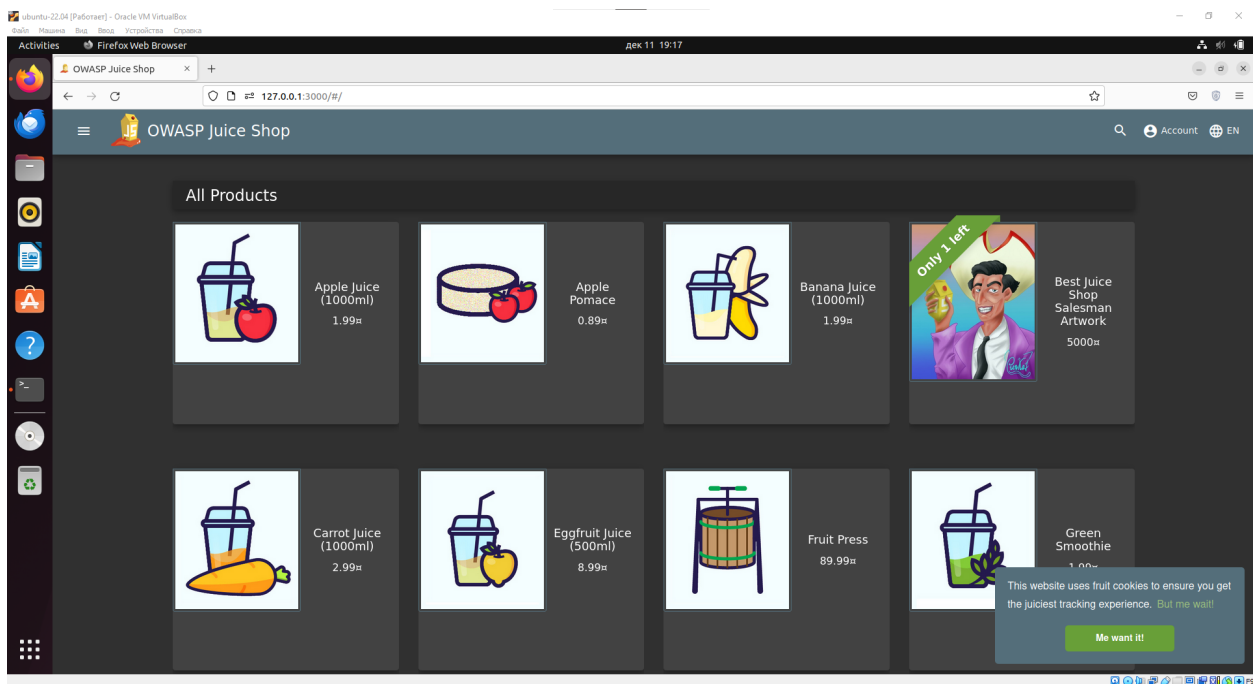 ubuntu-22.04 [Работает] - Oracle VM VirtualBox
Файл Машина Вид Ввод Устройства Справка
Activities Firefox Web Browser дек 11 19:17
OWASP Juice Shop
127.0.0.1:3000/#/
OWASP Juice Shop Account EN
All Products
Apple Juice
(1000ml)
1.99¤
Apple
Pomace
0.89¤
Banana Juice
(1000ml)
1.99¤
Only 1 left
Best Juice
Shop
Salesman
Artwork
5000¤
Carrot Juice
(1000ml)
2.99¤
Eggfruit Juice
(500ml)
8.99¤
Fruit Press
89.99¤
Green
Smoothie
This website uses fruit cookies to ensure you get
the juiciest tracking experience. But me wait!
Me want it!